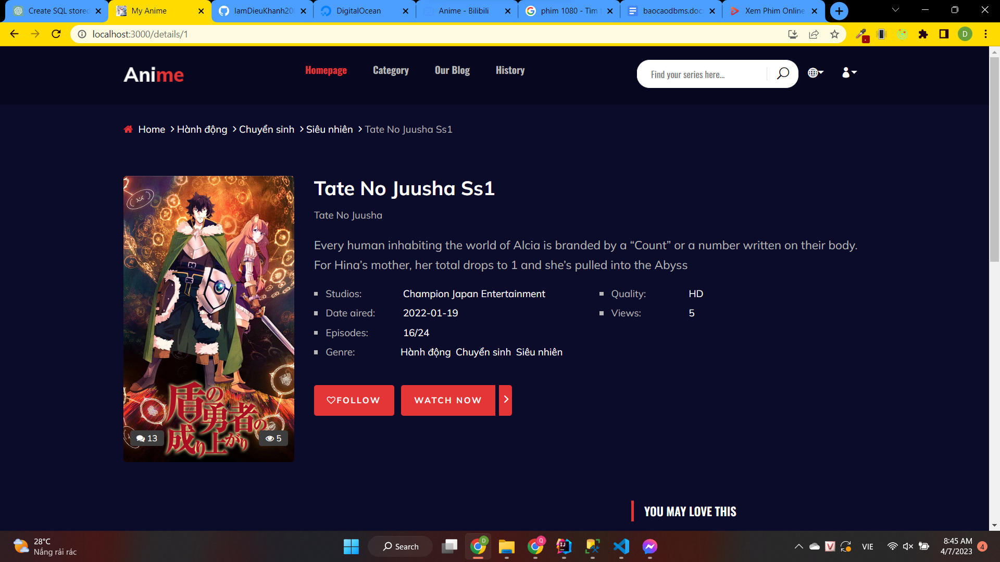 Create SQL stored
My Anime
IamDieuKhanh20
DigitalOcean
Anime - Bilibili
phim 1080 - Tìm
baocaodbms.doc
Xem Phim Online
localhost:3000/details/1
D
Anime
Homepage
Category
Our Blog
History
Find your series here...
Home
Hành động
Chuyển sinh
Siêu nhiên
Tate No Juusha Ss1
Tate No Juusha Ss1
Tate No Juusha
Every human inhabiting the world of Alcia is branded by a “Count” or a number written on their body.
For Hina’s mother, her total drops to 1 and she’s pulled into the Abyss
Studios: Champion Japan Entertainment
Quality: HD
Date aired: 2022-01-19
Views: 5
Episodes: 16/24
Genre: Hành động Chuyển sinh Siêu nhiên
FOLLOW
WATCH NOW
盾の勇者の
成り上がり
13
5
YOU MAY LOVE THIS
28°C
Nắng rải rác
Search
D
Q
IJ
V
VIE
8:45 AM
4/7/2023
4